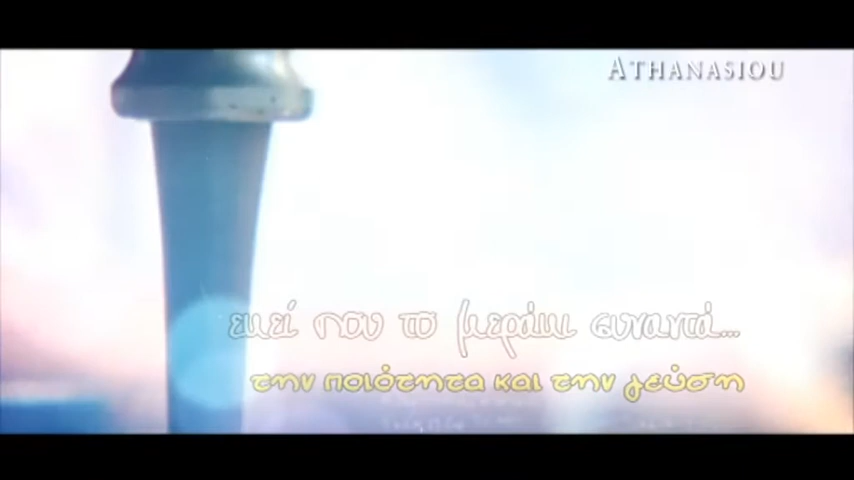 ATHANASIOU
εκεί που το μεράκι συναντά...
την ποιότητα και την γεύση